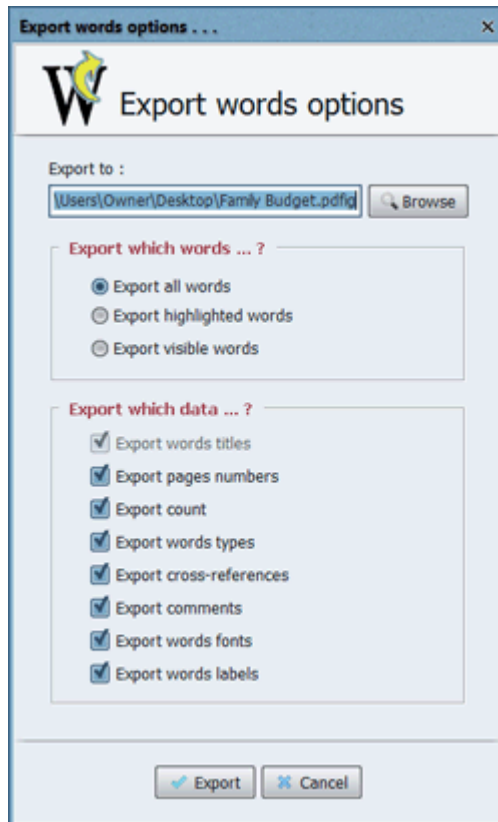 Export words options . . .
W Export words options
Export to :
\Users\Owner\Desktop\Family Budget.pdfig
Browse
Export which words ... ?
Export all words
Export highlighted words
Export visible words
Export which data ... ?
Export words titles
Export pages numbers
Export count
Export words types
Export cross-references
Export comments
Export words fonts
Export words labels
Export Cancel